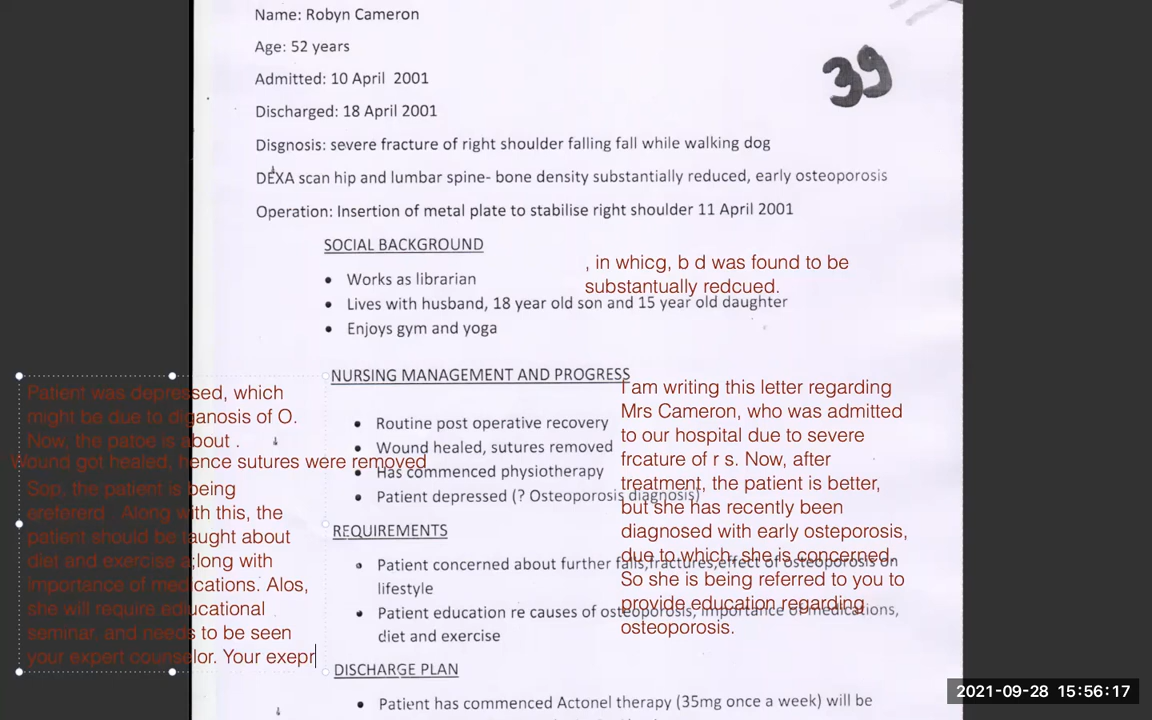 Name: Robyn Cameron
Age: 52 years
39
Admitted: 10 April 2001
Discharged: 18 April 2001
Disgnosis: severe fracture of right shoulder falling fall while walking dog
DEXA scan hip and lumbar spine- bone density substantially reduced, early osteoporosis
Operation: Insertion of metal plate to stabilise right shoulder 11 April 2001
SOCIAL BACKGROUND
• Works as librarian
• Lives with husband, 18 year old son and 15 year old daughter
• Enjoys gym and yoga
, in whicg, b d was found to be
substantually redcued.
NURSING MANAGEMENT AND PROGRESS
• Routine post operative recovery
• Wound healed, sutures removed
• Has commenced physiotherapy
• Patient depressed (? Osteoporosis diagnosis)
REQUIREMENTS
• Patient concerned about further falls,fractures,effect of osteoporosis on
lifestyle
• Patient education re causes of osteoporosis, importance of medications,
diet and exercise
DISCHARGE PLAN
• Patient has commenced Actonel therapy (35mg once a week) will be
Patient was depressed, which
might be due to diganosis of O.
Now, the patoe is about .
Wound got healed, hence sutures were removed
Sop, the patient is being
erefererd Along with this, the
patient should be taught about
diet and exercise a;long with
Importance of medications. Alos,
she will require educational
seminar, and needs to be seen
your expert counselor. Your exepr
I am writing this letter regarding
Mrs Cameron, who was admitted
to our hospital due to severe
frcature of r s. Now, after
treatment, the patient is better,
but she has recently been
diagnosed with early osteporosis,
due to which, she is concerned.
So she is being referred to you to
provide education regarding
osteoporosis.
2021-09-28 15:56:17